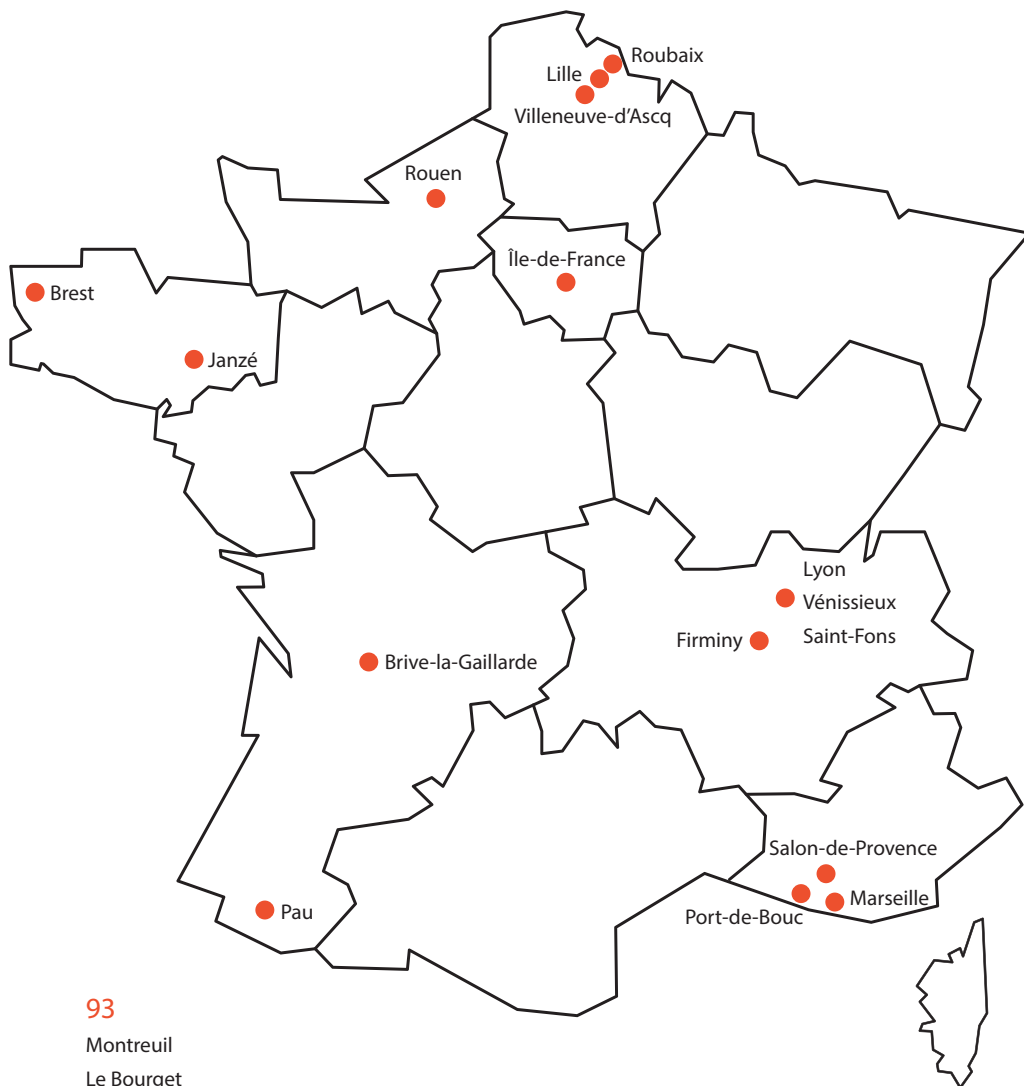 Roubaix
Lille
Villeneuve-d'Ascq
Rouen
Île-de-France
Brest
Janzé
Lyon
Vénissieux
Firminy
Saint-Fons
Brive-la-Gaillarde
Salon-de-Provence
Marseille
Port-de-Bouc
Pau
93
Montreuil
Le Bourget